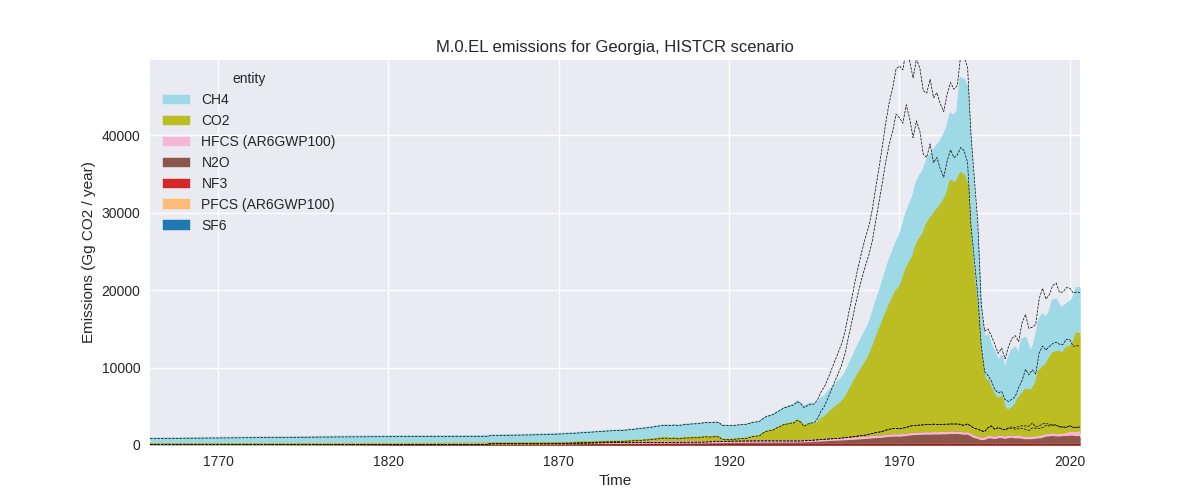 M.0.EL emissions for Georgia, HISTCR scenario
entity
CH4
CO2
HFCS (AR6GWP100)
N2O
NF3
PFCS (AR6GWP100)
SF6
Emissions (Gg CO2 / year)
40000
30000
20000
10000
0
1770
1820
1870
1920
1970
2020
Time